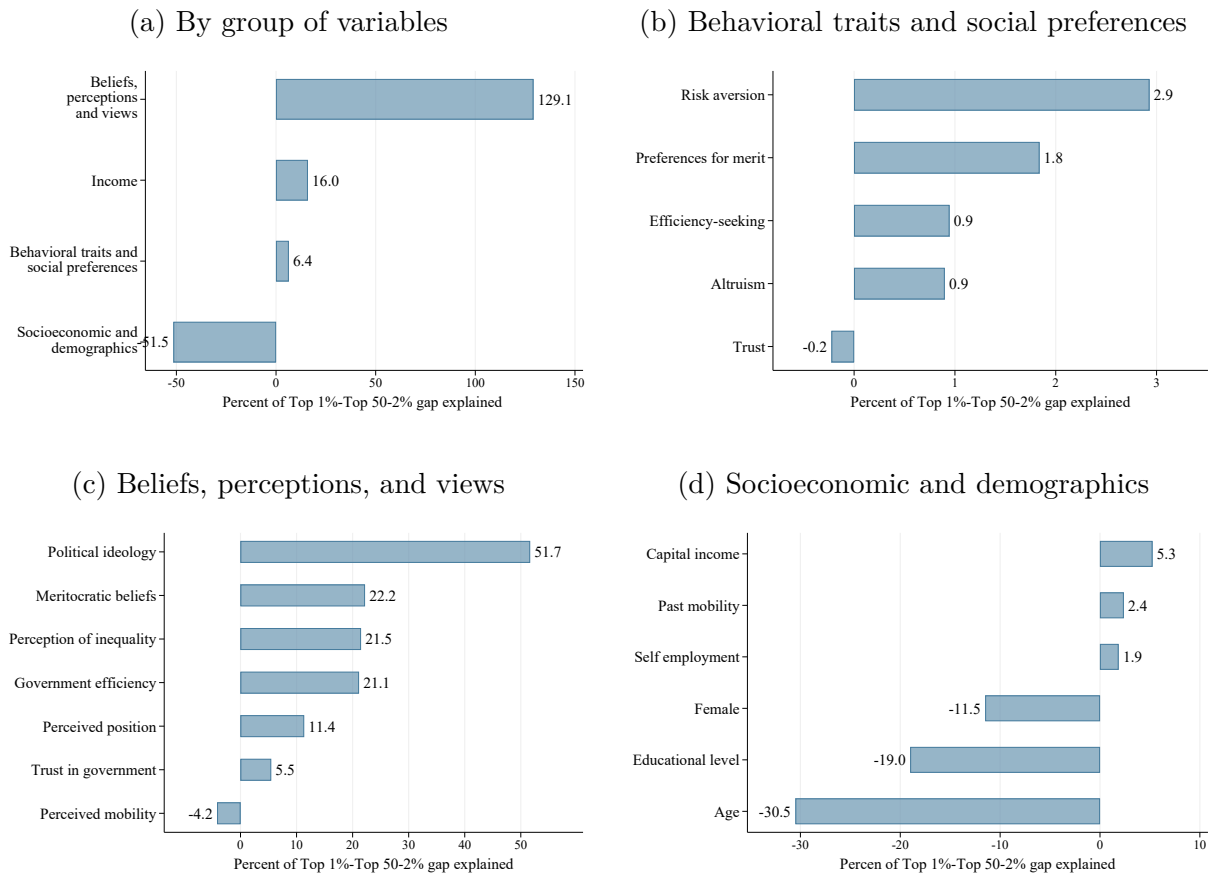 (a) By group of variables
Beliefs,
perceptions
and views
129.1
Income
16.0
Behavioral traits and
social preferences
6.4
Socioeconomic and
demographics
-51.5
-50
0
50
100
150
Percent of Top 1%-Top 50-2% gap explained
(b) Behavioral traits and social preferences
Risk aversion
2.9
Preferences for merit
1.8
Efficiency-seeking
0.9
Altruism
0.9
Trust
-0.2
0
1
2
3
Percent of Top 1%-Top 50-2% gap explained
(c) Beliefs, perceptions, and views
Political ideology
51.7
Meritocratic beliefs
22.2
Perception of inequality
21.5
Government efficiency
21.1
Perceived position
11.4
Trust in government
5.5
Perceived mobility
-4.2
0
10
20
30
40
50
Percent of Top 1%-Top 50-2% gap explained
(d) Socioeconomic and demographics
Capital income
5.3
Past mobility
2.4
Self employment
1.9
Female
-11.5
Educational level
-19.0
Age
-30.5
-30
-20
-10
0
10
Percen of Top 1%-Top 50-2% gap explained